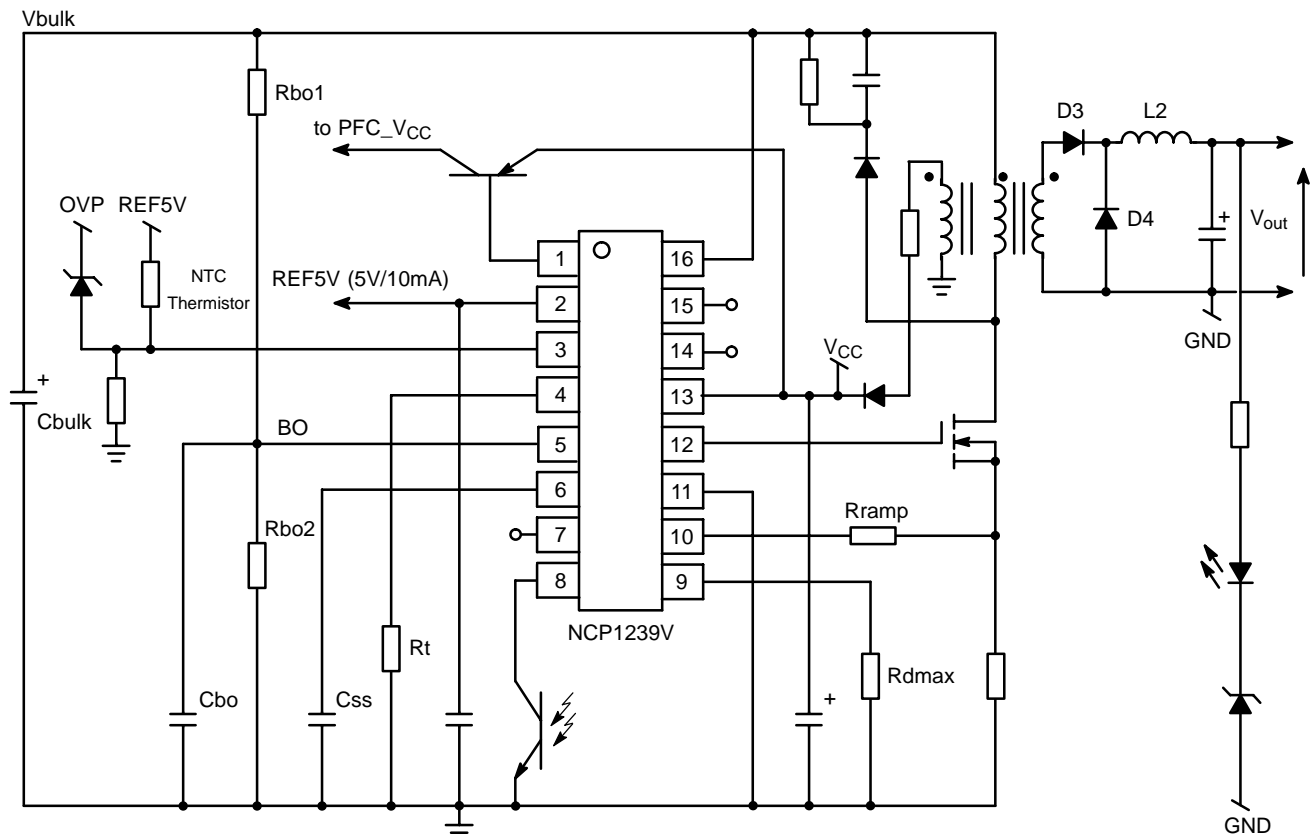 Vbulk
Rbo1
D3
L2
to PFC_VCC
OVP
REF5V
D4
Vout
NTC
Thermistor
REF5V (5V/10mA)
1
16
2
15
3
14
4
13
5
12
6
11
7
10
8
9
VCC
GND
+
+
Cbulk
BO
Rramp
Rbo2
NCP1239V
Rt
Rdmax
Cbo
Css
+
GND